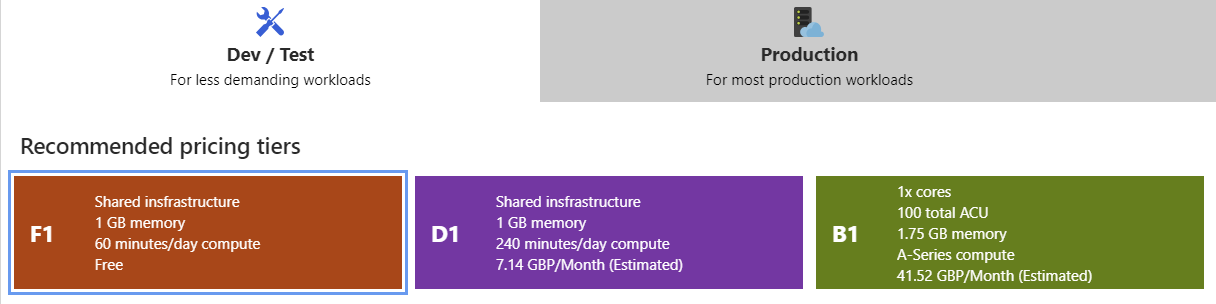 Dev / Test
For less demanding workloads
Production
For most production workloads
Recommended pricing tiers
F1
Shared insfrastructure
1 GB memory
60 minutes/day compute
Free
D1
Shared insfrastructure
1 GB memory
240 minutes/day compute
7.14 GBP/Month (Estimated)
B1
1x cores
100 total ACU
1.75 GB memory
A-Series compute
41.52 GBP/Month (Estimated)